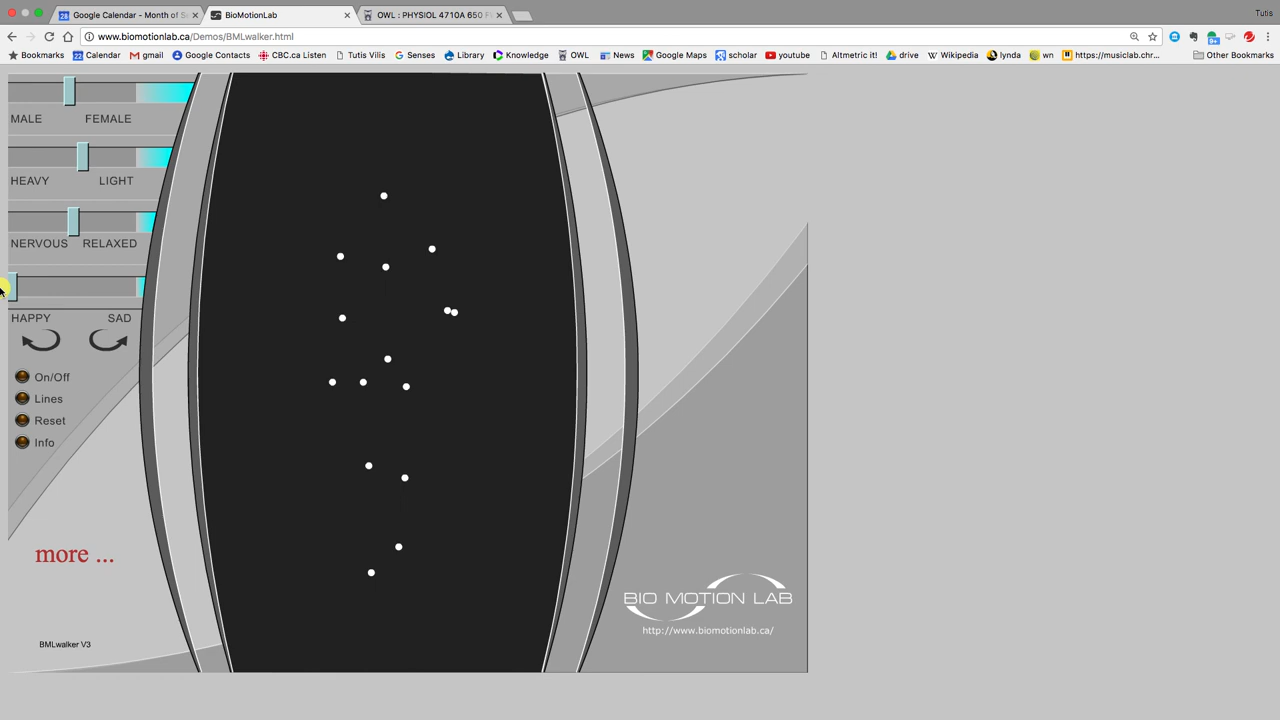 Google Calendar - Month of S
BioMotionLab
OWL : PHYSIOL 4710A 650 F
Tutis
www.biomotionlab.ca/Demos/BMLwalker.html
Bookmarks Calendar gmail Google Contacts CBC.ca Listen Tutis Vilis Senses Library Knowledge OWL News Google Maps scholar youtube Altmetric it! drive Wikipedia lynda wn https://musiclab.chr... Other Bookmarks
MALE FEMALE
HEAVY LIGHT
NERVOUS RELAXED
HAPPY SAD
On/Off
Lines
Reset
Info
more ...
BMLwalker V3
BIO MOTION LAB
http://www.biomotionlab.ca/